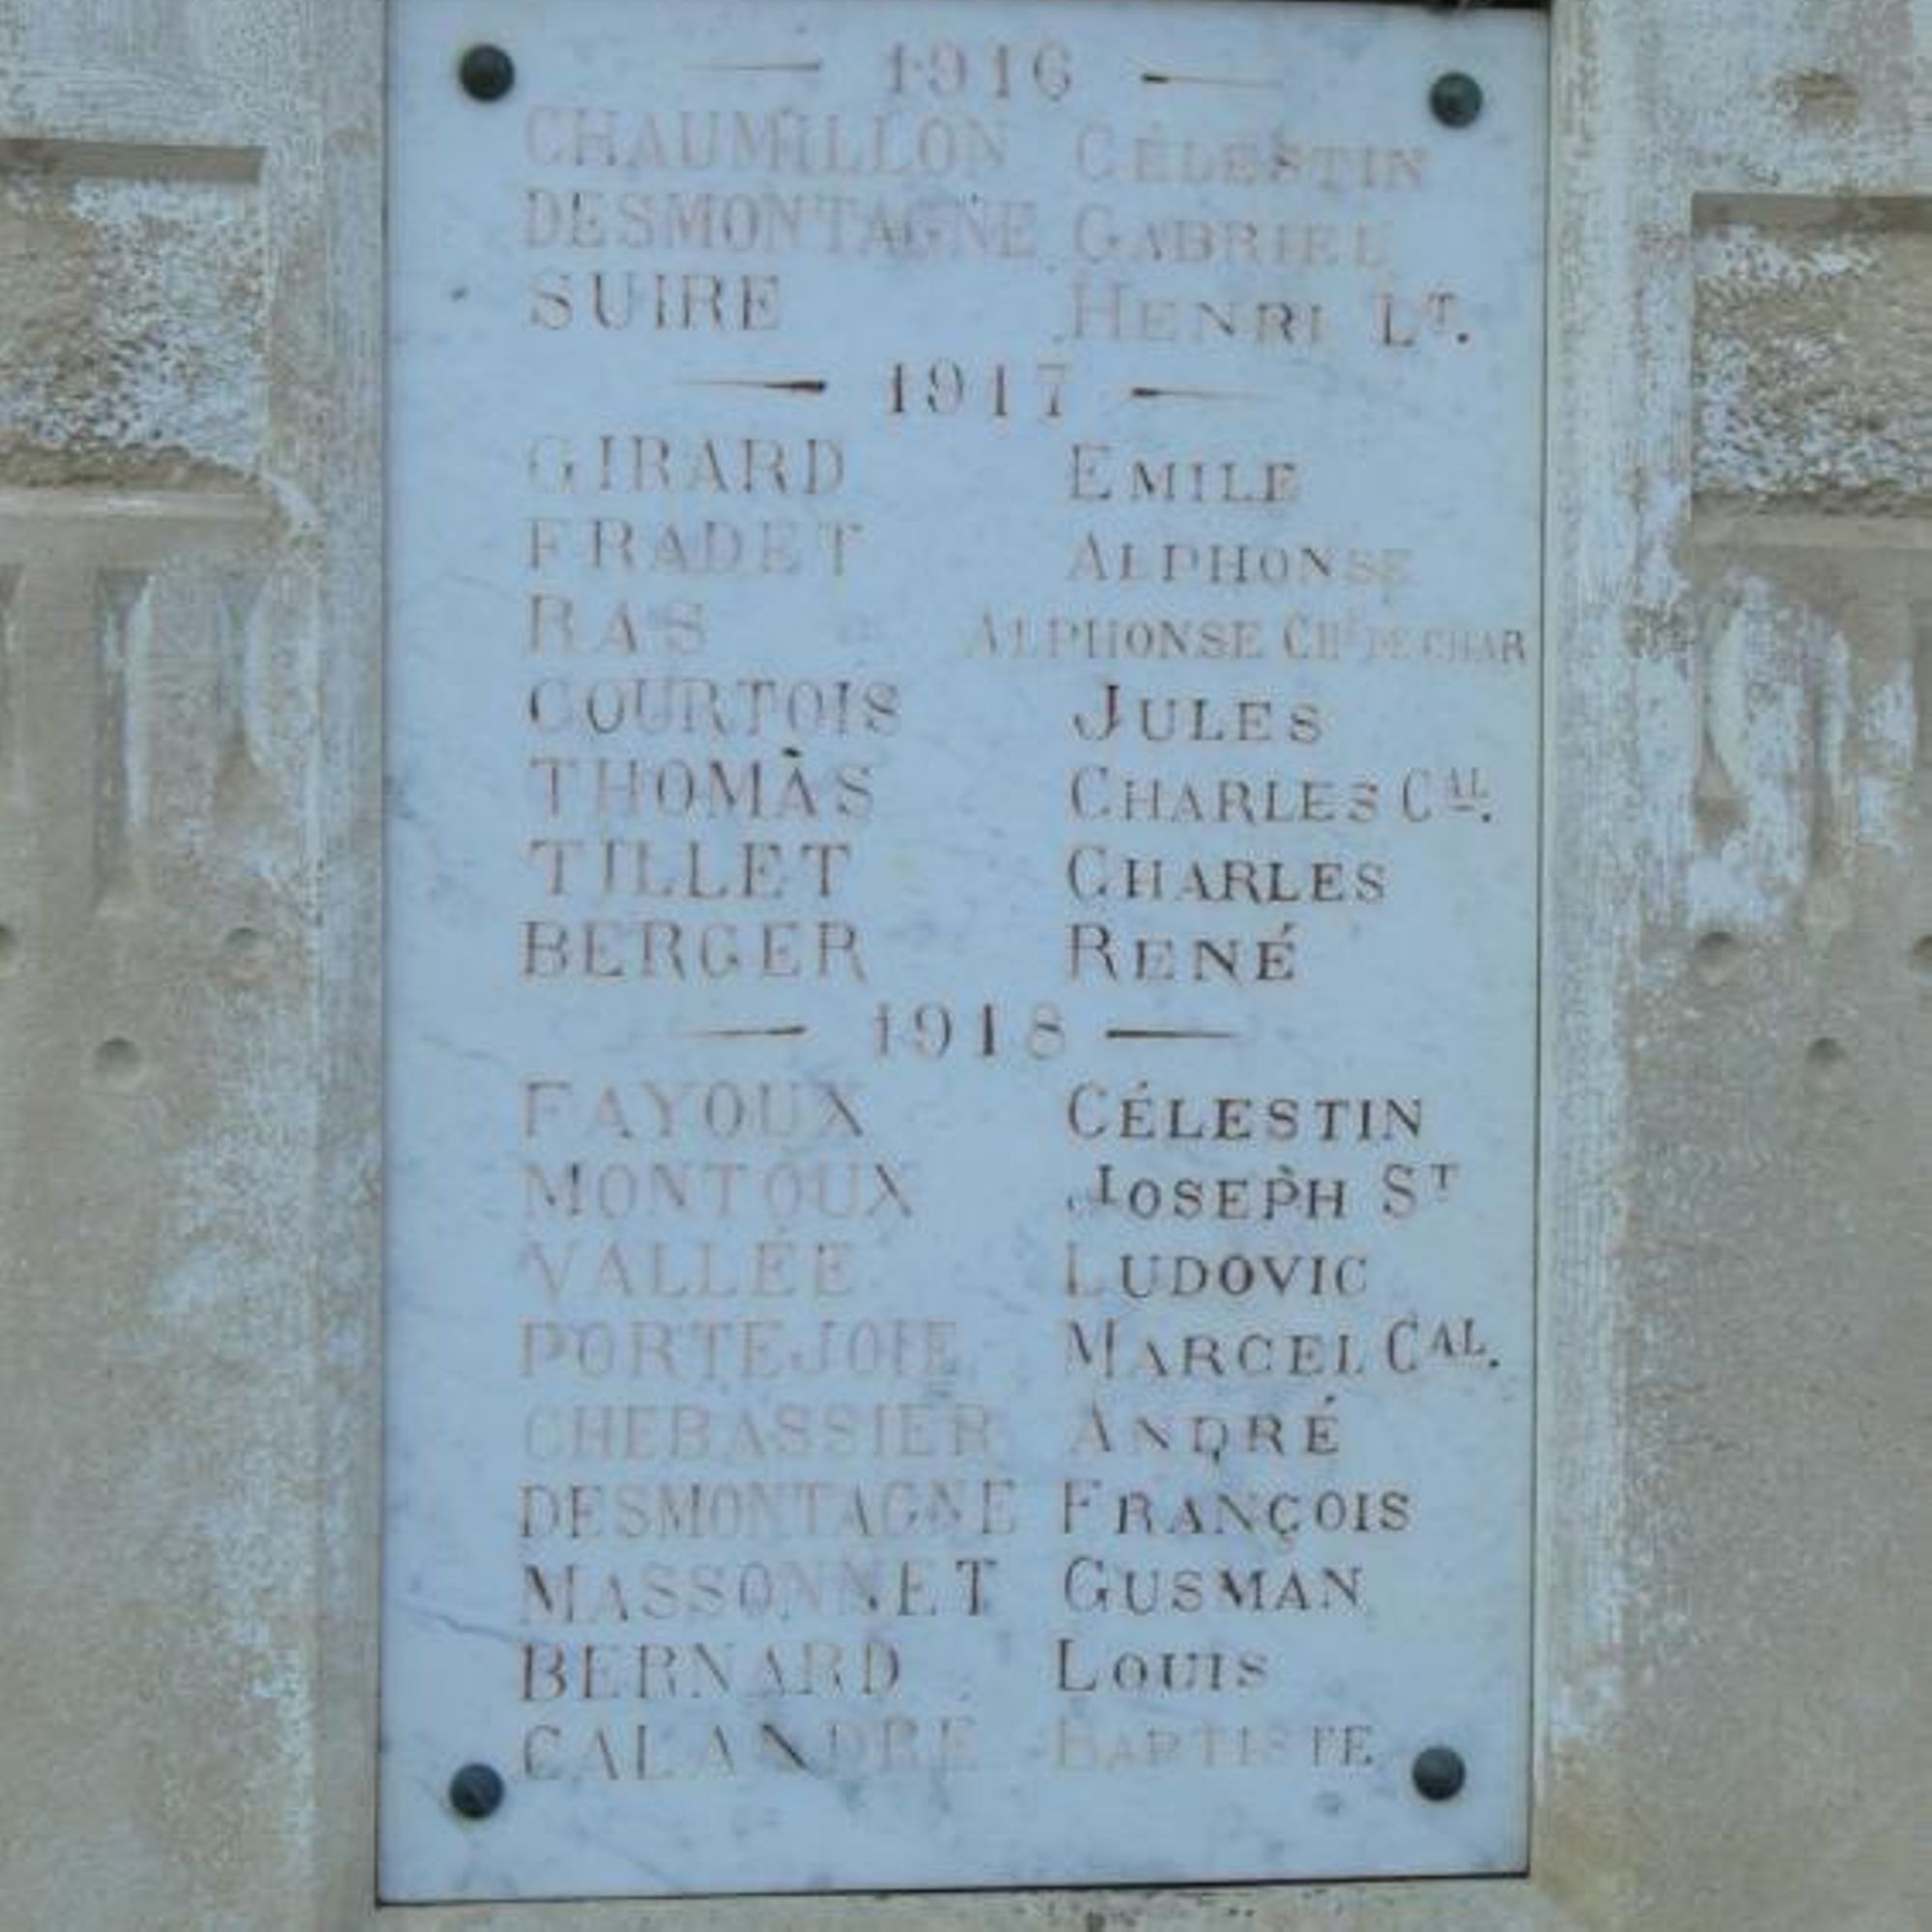 1916
CHAUMILLON CÉLESTIN
DESMONTAGNE GABRIEL
SUIRE HENRI LT.
1917
GIRARD EMILE
FRADET ALPHONSE
RAS ALPHONSE CHF DE CHAR
COURTOIS JULES
THOMAS CHARLES CAL.
TILLET CHARLES
BERGER RENÉ
1918
FAYOUX CÉLESTIN
MONTOUX JOSEPH ST
VALLÉE LUDOVIC
PORTEJOIE MARCEL CAL.
CHEBASSIER ANDRÉ
DESMONTAGNE FRANÇOIS
MASSONNET GUSMAN
BERNARD LOUIS
CALANDRE BAPTISTE